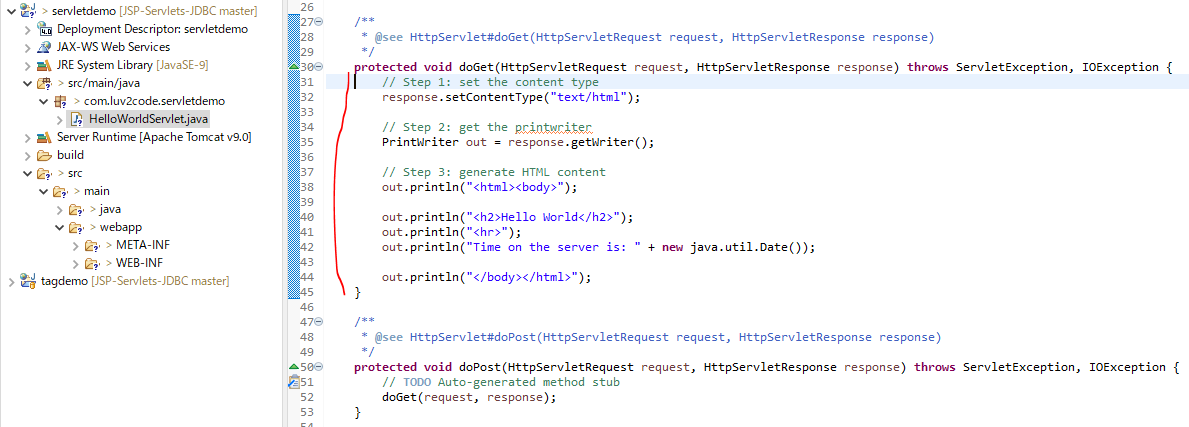 servletdemo [JSP-Servlets-JDBC master]
Deployment Descriptor: servletdemo
JAX-WS Web Services
JRE System Library [JavaSE-9]
> src/main/java
> com.luv2code.servletdemo
> HelloWorldServlet.java
Server Runtime [Apache Tomcat v9.0]
build
> src
> main
> java
> webapp
> META-INF
> WEB-INF
tagdemo [JSP-Servlets-JDBC master]
26
27 /**
28 * @see HttpServlet#doGet(HttpServletRequest request, HttpServletResponse response)
29 */
30 protected void doGet(HttpServletRequest request, HttpServletResponse response) throws ServletException, IOException {
31 // Step 1: set the content type
32 response.setContentType("text/html");
33
34 // Step 2: get the printwriter
35 PrintWriter out = response.getWriter();
36
37 // Step 3: generate HTML content
38 out.println("<html><body>");
39
40 out.println("<h2>Hello World</h2>");
41 out.println("<hr>");
42 out.println("Time on the server is: " + new java.util.Date());
43
44 out.println("</body></html>");
45 }
46
47 /**
48 * @see HttpServlet#doPost(HttpServletRequest request, HttpServletResponse response)
49 */
50 protected void doPost(HttpServletRequest request, HttpServletResponse response) throws ServletException, IOException {
51 // TODO Auto-generated method stub
52 doGet(request, response);
53 }